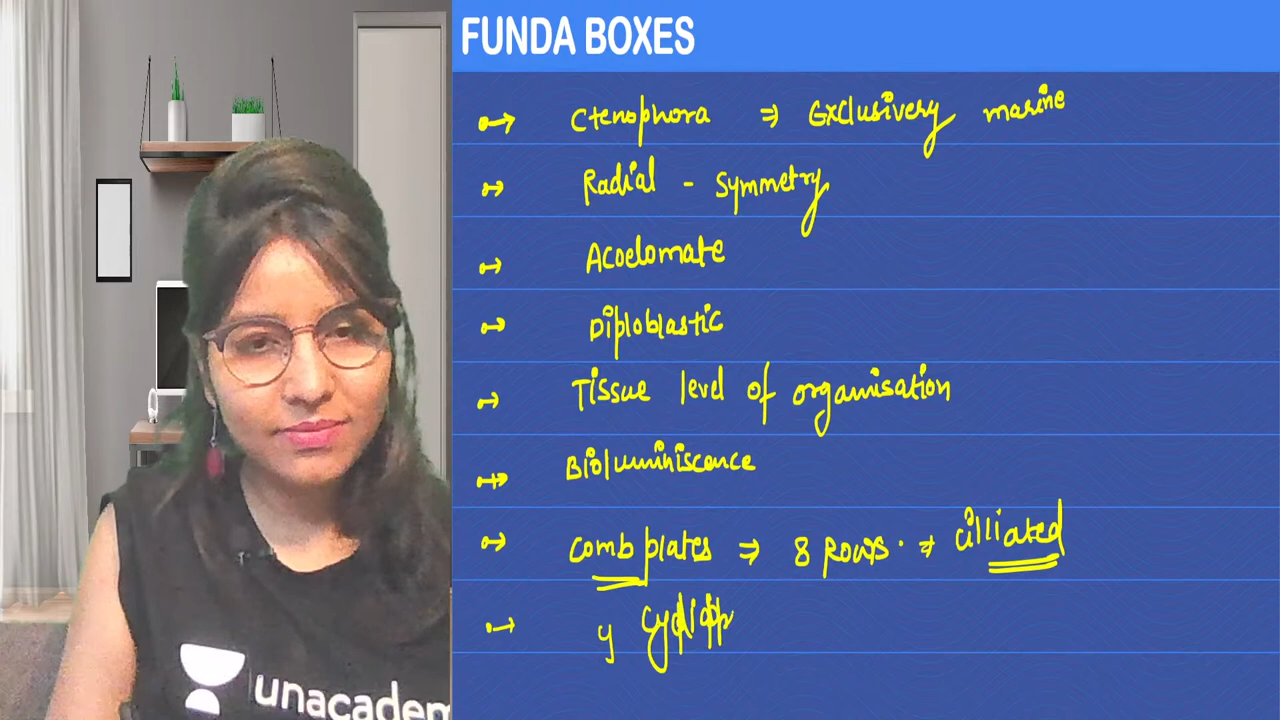 FUNDA BOXES
Ctenophora ⇒ Exclusivery marine
Radial - Symmetry
Acoelomate
Diploblastic
Tissue level of organisation
Bioluminiscence
comb plates ⇒ 8 rows. ⇒ cilliated
unacadem